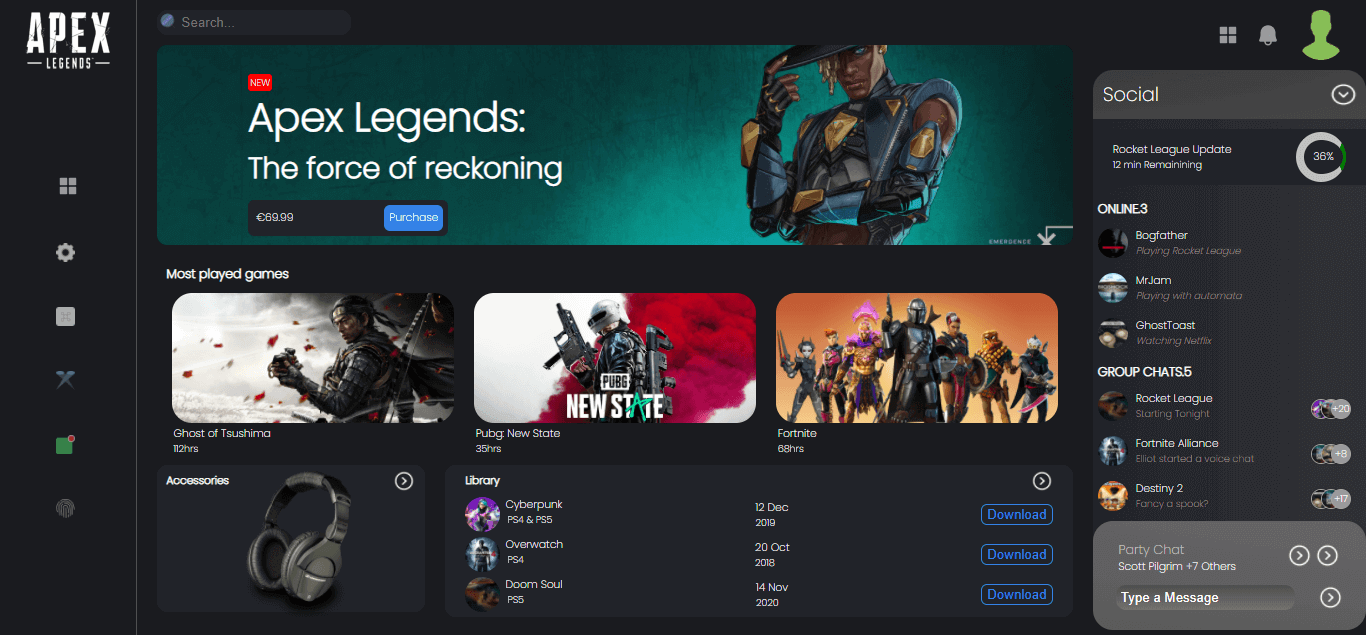 APEX
LEGENDS
Search...
NEW
Apex Legends:
The force of reckoning
€69.99
Purchase
EMERGENCE
Most played games
PUBG
NEW STATE
Ghost of Tsushima
112hrs
Pubg: New State
35hrs
Fortnite
68hrs
Accessories
Library
Cyberpunk
PS4 & PS5
12 Dec
2019
Download
Overwatch
PS4
20 Oct
2018
Download
Doom Soul
PS5
14 Nov
2020
Download
Social
Rocket League Update
12 min Remaining
36%
ONLINE.3
Bogfather
Playing Rocket League
MrJam
Playing with automata
GhostToast
Watching Netflix
GROUP CHATS.5
Rocket League
Starting Tonight
+20
Fortnite Alliance
Elliot started a voice chat
+8
Destiny 2
Fancy a spook?
+17
Party Chat
Scott Pilgrim +7 Others
Type a Message